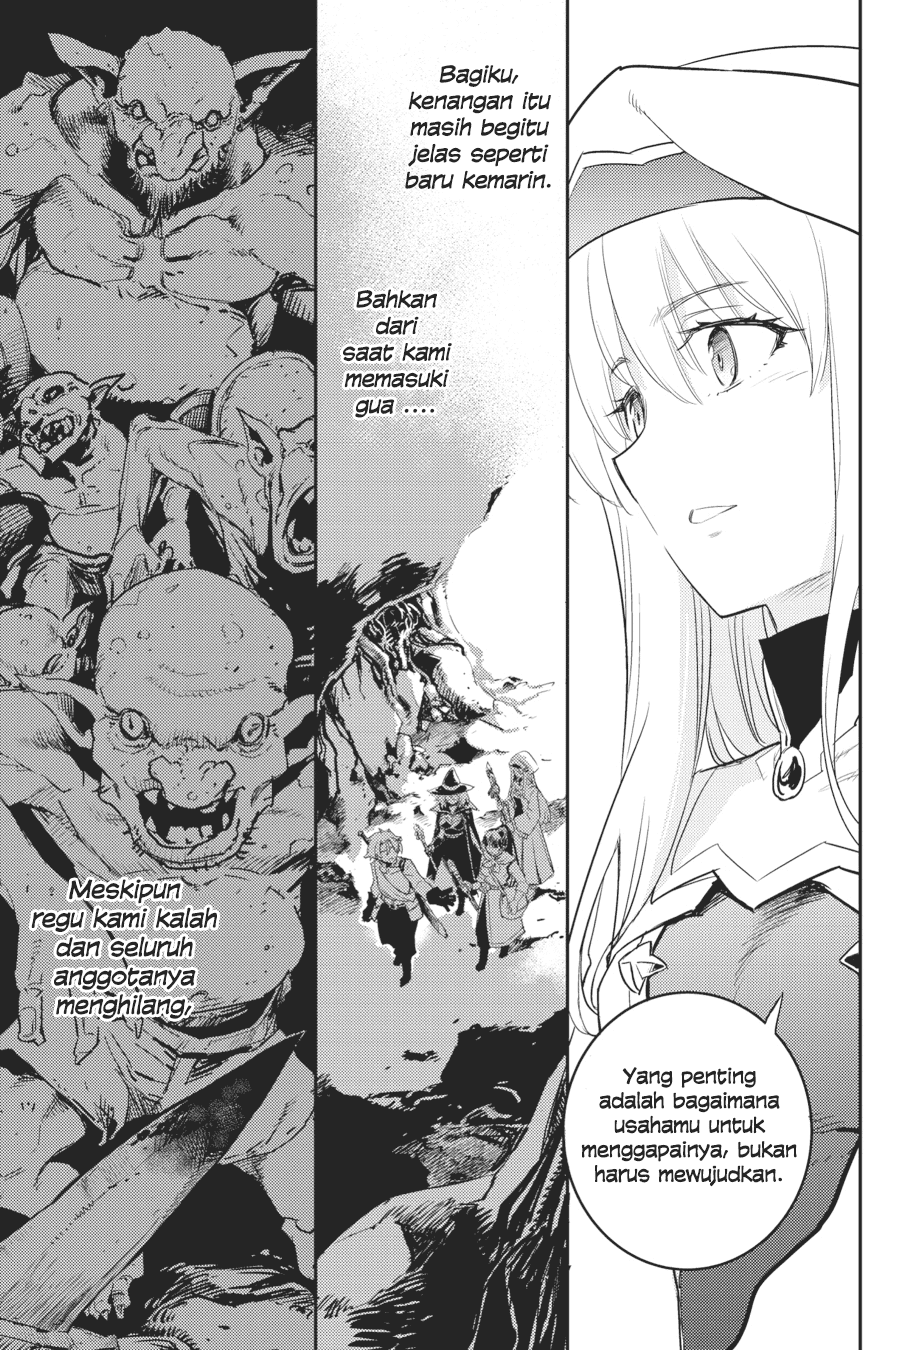 Yang penting
adalah bagaimana
usahamu untuk
menggapainya, bukan
harus mewujudkan.
Bagiku,
kenangan itu
masih begitu
jelas seperti
baru kemarin.
Bahkan
dari
saat kami
memasuki
gua ....
Meskipun
regu kami kalah
dan seluruh
anggotanya
menghilang,